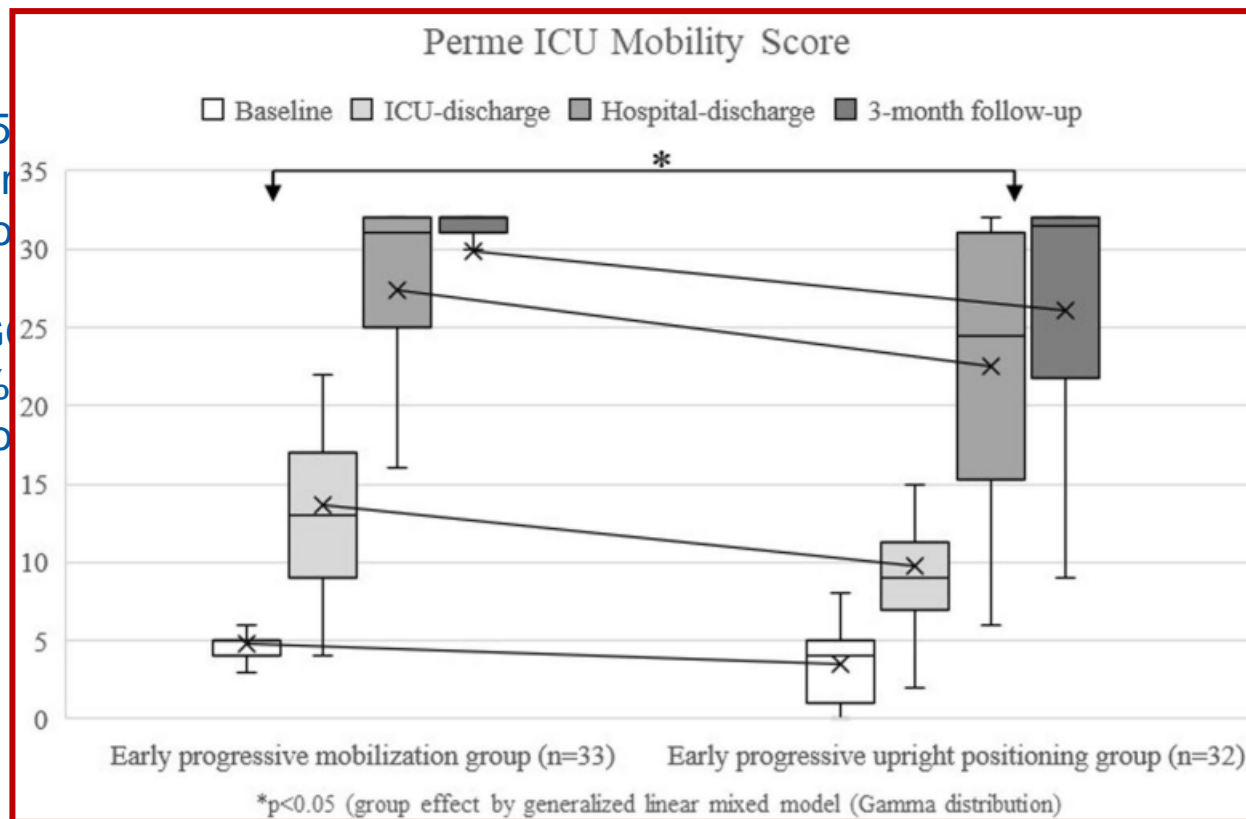 Perme ICU Mobility Score
Baseline ICU-discharge Hospital-discharge 3-month follow-up
*
35
30
25
20
15
10
5
0
Early progressive mobilization group (n=33) Early progressive upright positioning group (n=32)
*p<0.05 (group effect by generalized linear mixed model (Gamma distribution)